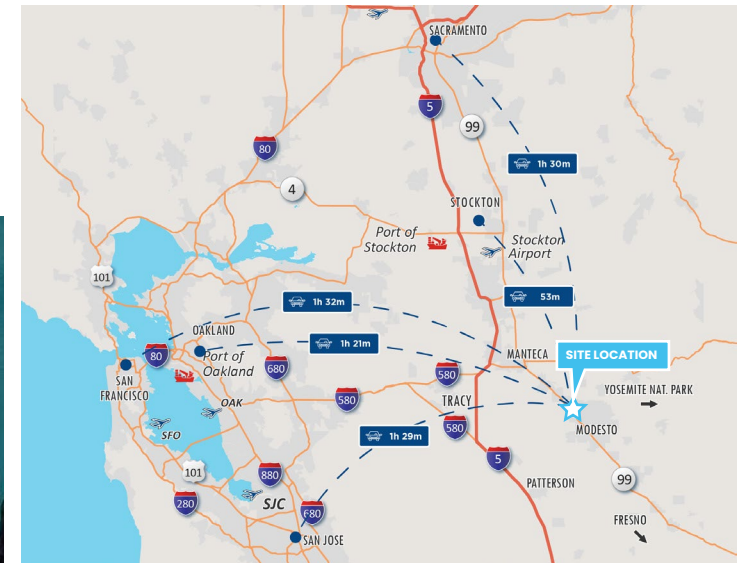 SACRAMENTO
5
99
80
1h 30m
4
STOCKTON
Port of
Stockton
Stockton
Airport
101
1h 32m
53m
OAKLAND
1h 21m
80
Port of
Oakland
680
MANTECA
SITE LOCATION
580
SAN
FRANCISCO
580
TRACY
YOSEMITE NAT. PARK
OAK
SFO
580
MODESTO
1h 29m
5
101
880
99
PATTERSON
280
SJC
680
FRESNO
SAN JOSE